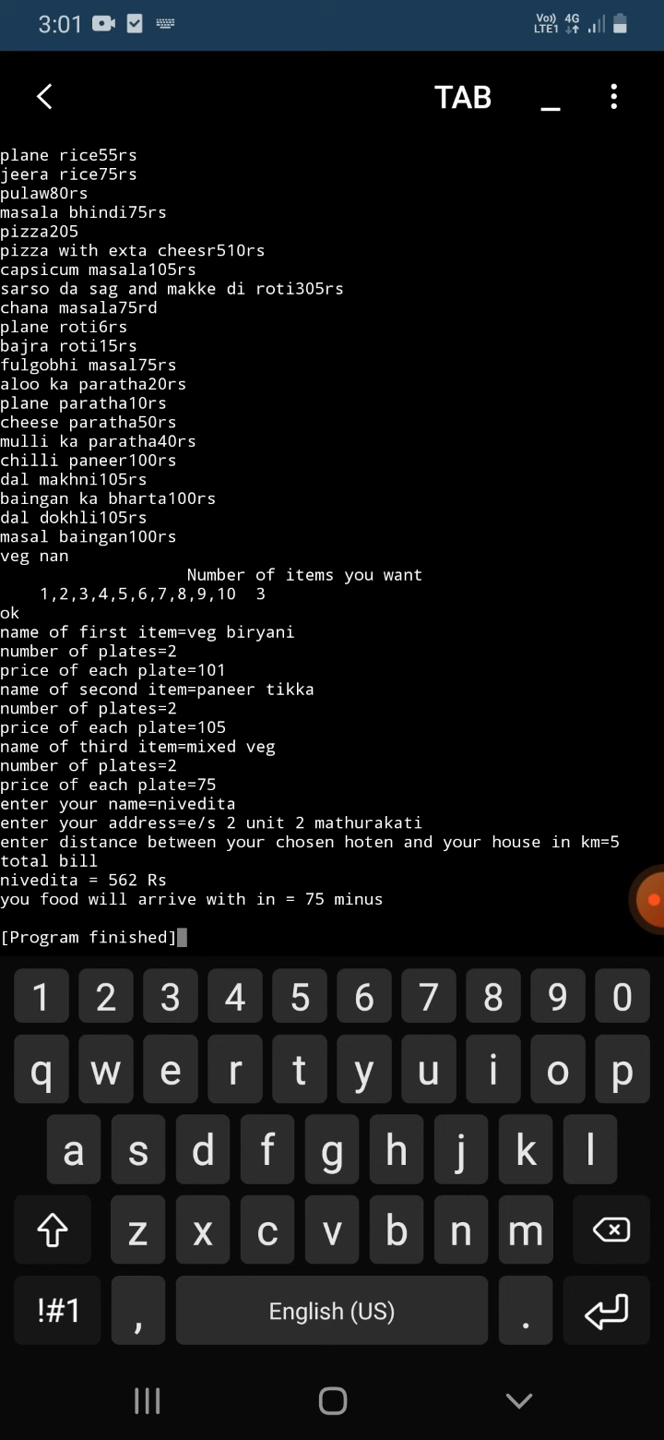 3:01
Vo)) 4G
LTE1
TAB
plane rice55rs
jeera rice75rs
pulaw80rs
masala bhindi75rs
pizza205
pizza with exta cheesr510rs
capsicum masala105rs
sarso da sag and makke di roti305rs
chana masala75rd
plane roti6rs
bajra roti15rs
fulgobhi masal75rs
aloo ka paratha20rs
plane paratha10rs
cheese paratha50rs
mulli ka paratha40rs
chilli paneer100rs
dal makhni105rs
baingan ka bharta100rs
dal dokhli105rs
masal baingan100rs
veg nan
Number of items you want
1,2,3,4,5,6,7,8,9,10  3
ok
name of first item=veg biryani
number of plates=2
price of each plate=101
name of second item=paneer tikka
number of plates=2
price of each plate=105
name of third item=mixed veg
number of plates=2
price of each plate=75
enter your name=nivedita
enter your address=e/s 2 unit 2 mathurakati
enter distance between your chosen hoten and your house in km=5
total bill
nivedita = 562 Rs
you food will arrive with in = 75 minus
[Program finished]
1 2 3 4 5 6 7 8 9 0
q w e r t y u i o p
a s d f g h j k l
z x c v b n m
!#1 , English (US) .